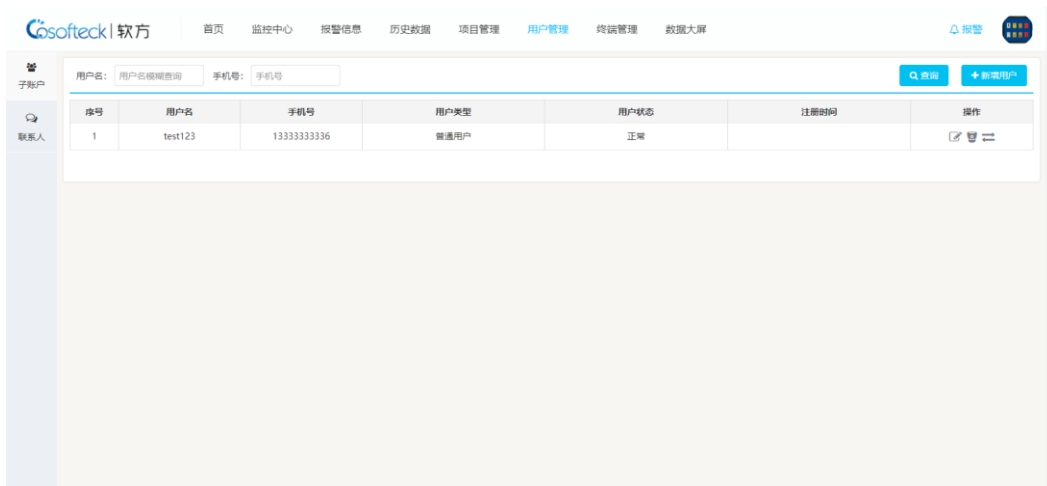 Cosofteck 软方 首页 监控中心 报警信息 历史数据 项目管理 用户管理 终端管理 数据大屏 报警
子账户
联系人
用户名: 用户名模糊查询 手机号: 手机号 查询 新增用户
序号 用户名 手机号 用户类型 用户状态 注册时间 操作
1 test123 13333333336 普通用户 正常